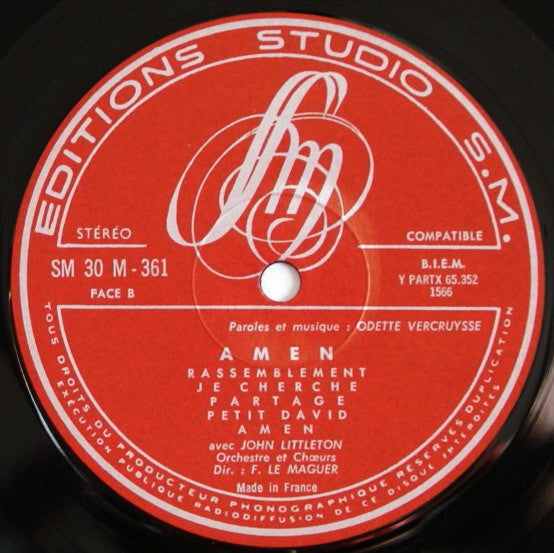 EDITIONS STUDIO S.M.
Sm
STÉRÉO
COMPATIBLE
SM 30 M - 361
FACE B
B.I.E.M.
Y PARTX 65.352
1566
Paroles et musique : ODETTE VERCRUYSSE
AMEN
RASSEMBLEMENT
JE CHERCHE
PARTAGE
PETIT DAVID
AMEN
avec JOHN LITTLETON
Orchestre et Chœurs
Dir. : F. LE MAGUER
Made in France
TOUS DROITS DU PRODUCTEUR PHONOGRAPHIQUE RESERVES DUPLICATION
EXÉCUTION PUBLIQUE RADIODIFFUSION DE CE DISQUE INTERDITES